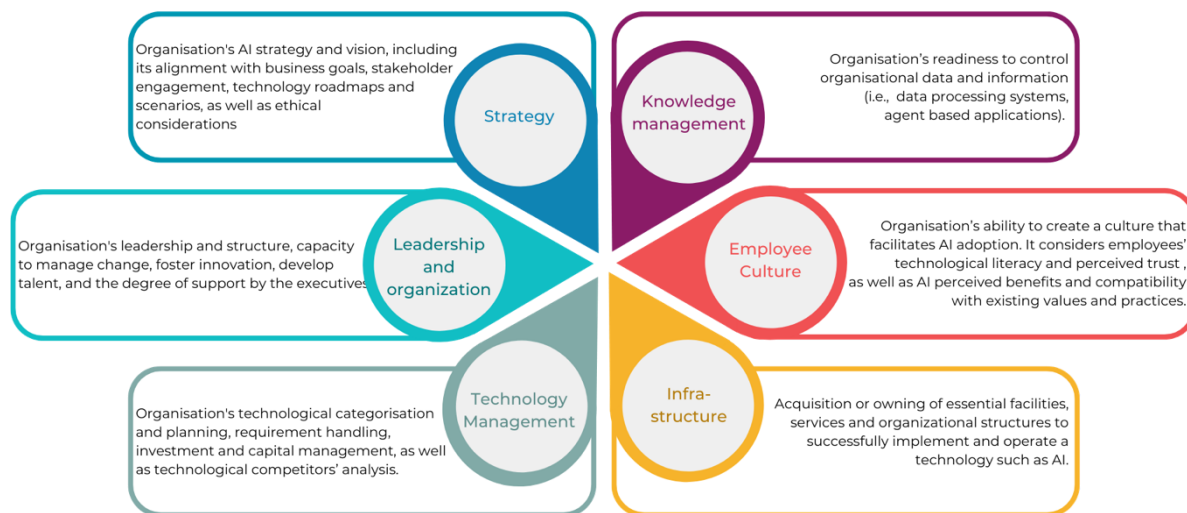 Organisation's AI strategy and vision, including
its alignment with business goals, stakeholder
engagement, technology roadmaps and
scenarios, as well as ethical
considerations
Strategy
Knowledge
management
Organisation's readiness to control
organisational data and information
(i.e., data processing systems,
agent based applications).
Organisation's leadership and structure, capacity
to manage change, foster innovation, develop
talent, and the degree of support by the executives
Leadership
and
organization
Employee
Culture
Organisation's ability to create a culture that
facilitates AI adoption. It considers employees'
technological literacy and perceived trust ,
as well as AI perceived benefits and compatibility
with existing values and practices.
Organisation's technological categorisation
and planning, requirement handling,
investment and capital management, as well
as technological competitors' analysis.
Technology
Management
Infra-
structure
Acquisition or owning of essential facilities,
services and organizational structures to
successfully implement and operate a
technology such as AI.